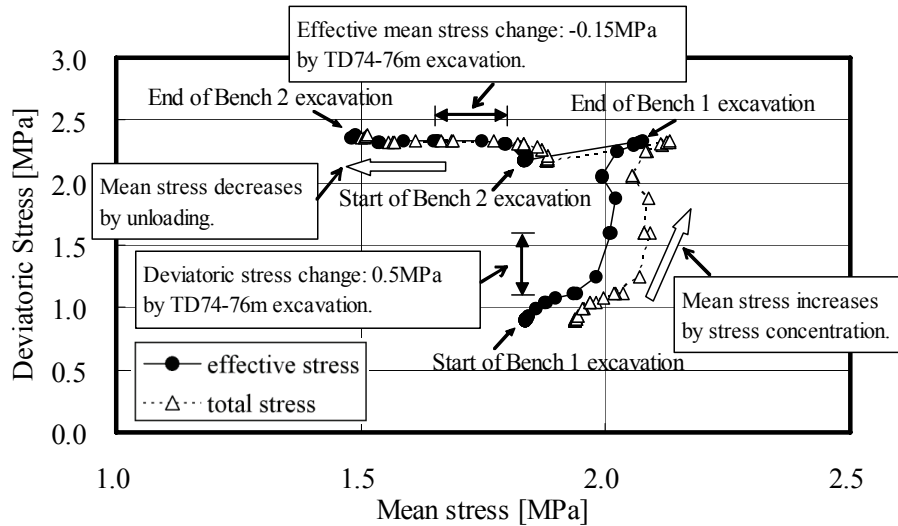 Effective mean stress change: -0.15MPa
by TD74-76m excavation.
3.0
2.5
2.0
1.5
1.0
0.5
0.0
Deviatoric Stress [MPa]
End of Bench 2 excavation
End of Bench 1 excavation
Mean stress decreases
by unloading.
Start of Bench 2 excavation
Deviatoric stress change: 0.5MPa
by TD74-76m excavation.
Mean stress increases
by stress concentration.
Start of Bench 1 excavation
effective stress
total stress
1.0
1.5
2.0
2.5
Mean stress [MPa]